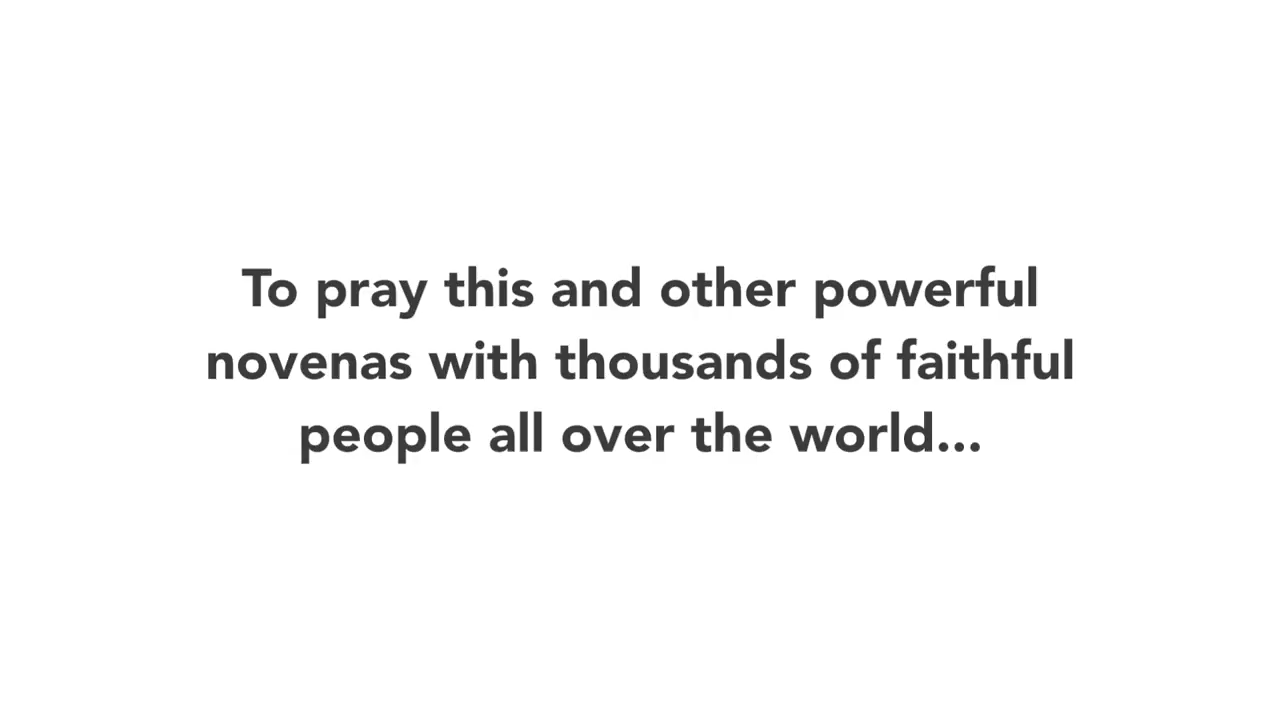 To pray this and other powerful
novenas with thousands of faithful
people all over the world...